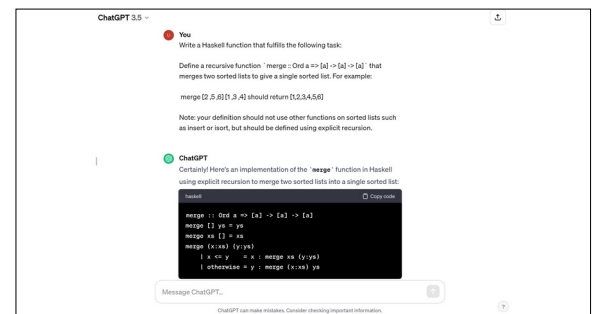 ChatGPT 3.5
You
Write a Haskell function that fulfills the following task:
Define a recursive function `merge :: Ord a => [a] -> [a] -> [a]` that
merges two sorted lists to give a single sorted list. For example:
merge [2 ,5 ,6] [1 ,3 ,4] should return [1,2,3,4,5,6]
Note: your definition should not use other functions on sorted lists such
as insert or isort, but should be defined using explicit recursion.
ChatGPT
Certainly! Here's an implementation of the `merge` function in Haskell
using explicit recursion to merge two sorted lists into a single sorted list:
haskell Copy code
merge :: Ord a => [a] -> [a] -> [a]
merge [] ys = ys
merge xs [] = xs
merge (x:xs) (y:ys)
    | x <= y    = x : merge xs (y:ys)
    | otherwise = y : merge (x:xs) ys
Message ChatGPT...
ChatGPT can make mistakes. Consider checking important information.
?